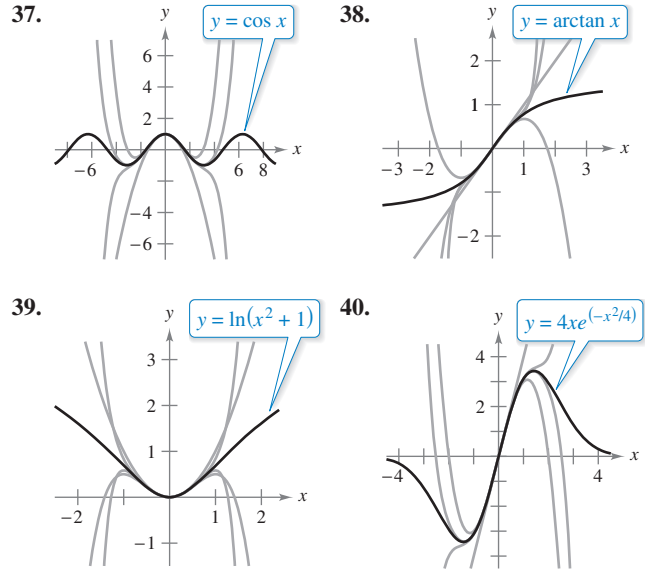 37.
y
y = cos x
6
4
2
x
−6
6 8
−4
−6
38.
y
y = arctan x
2
1
x
−3 −2
1
3
−2
39.
y
y = ln(x² + 1)
3
2
1
x
−2
1
2
−1
40.
y
y = 4xe^(−x²/4)
4
2
x
−4
4